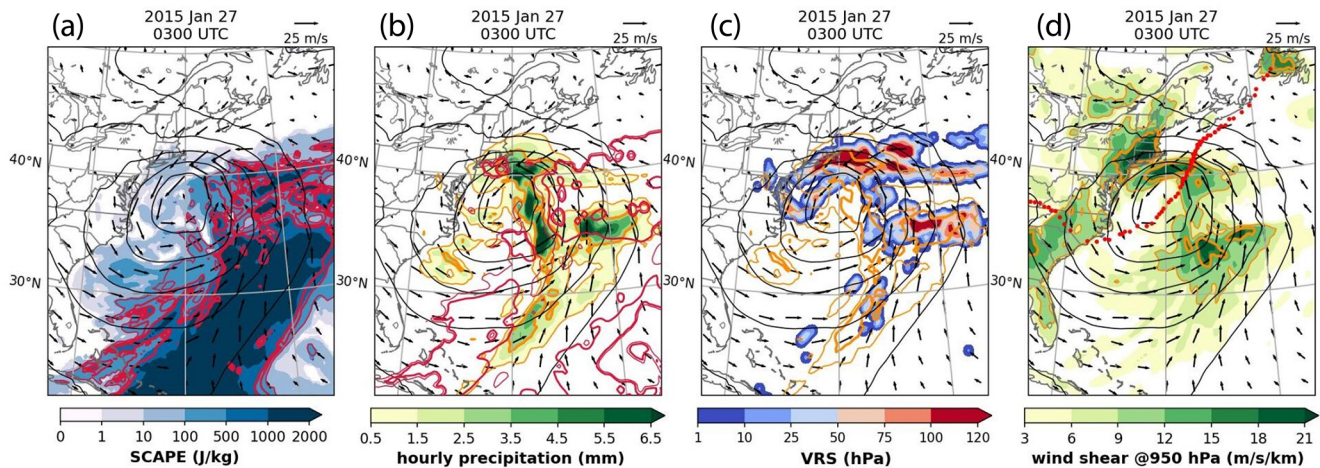 (a)
2015 Jan 27
0300 UTC
25 m/s
40°N
30°N
0 1 10 100 500 1000 2000
SCAPE (J/kg)
(b)
2015 Jan 27
0300 UTC
25 m/s
40°N
30°N
0.5 1.5 2.5 3.5 4.5 5.5 6.5
hourly precipitation (mm)
(c)
2015 Jan 27
0300 UTC
25 m/s
40°N
30°N
1 10 25 50 75 100 120
VRS (hPa)
(d)
2015 Jan 27
0300 UTC
25 m/s
40°N
30°N
3 6 9 12 15 18 21
wind shear @950 hPa (m/s/km)